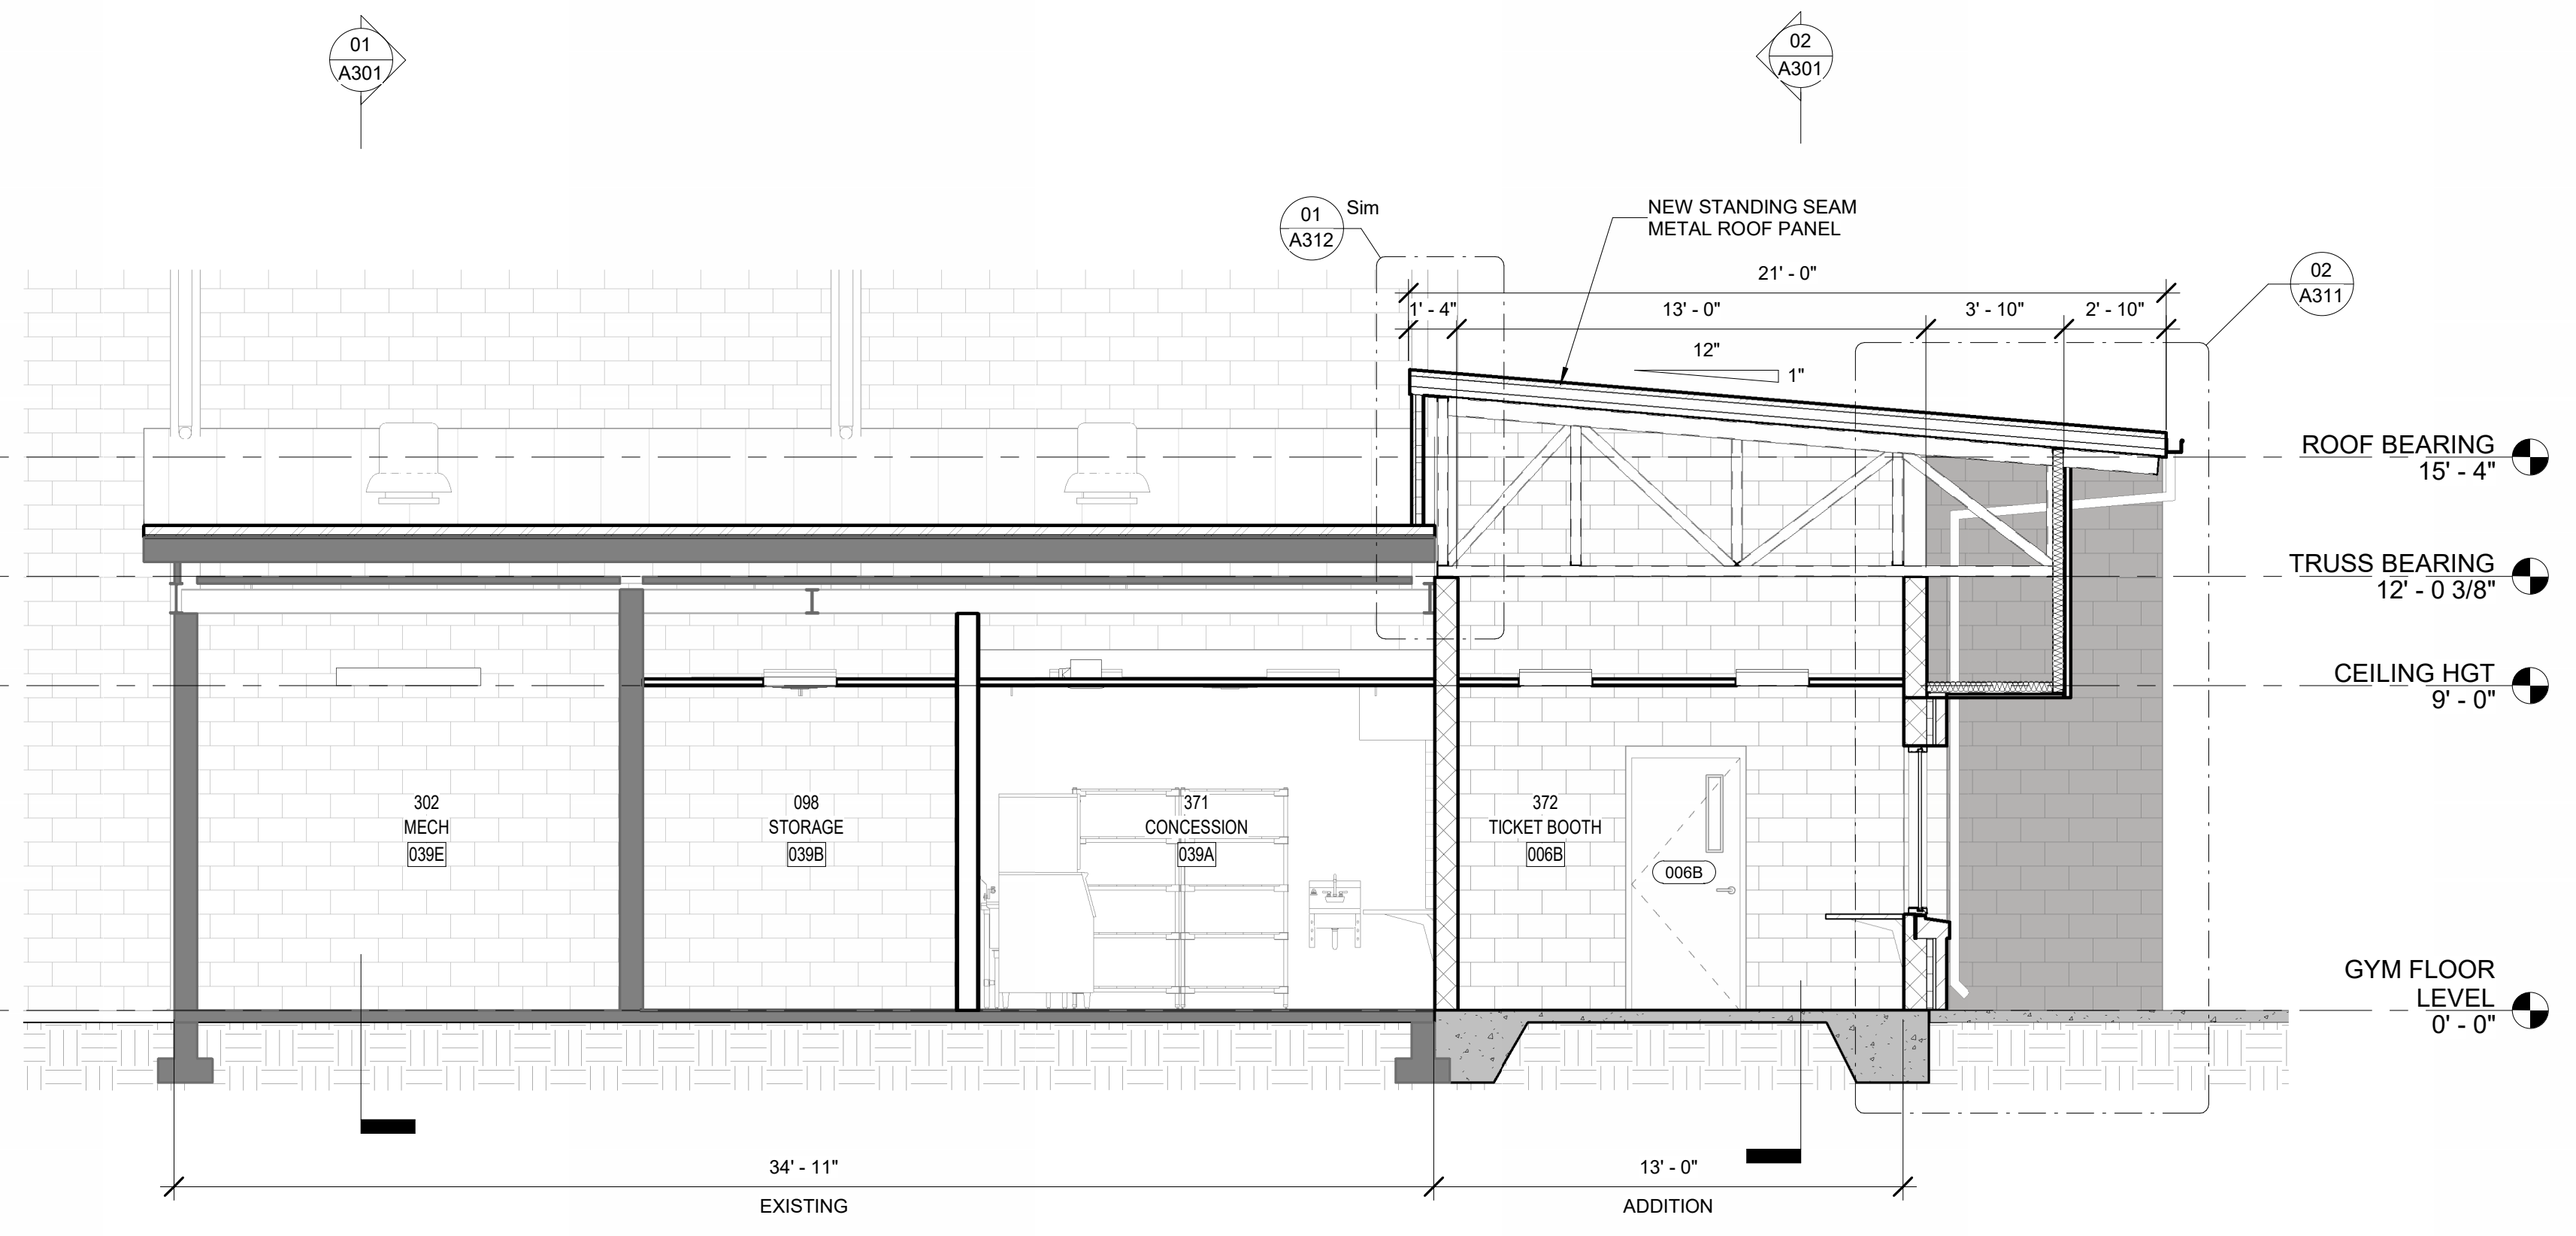 01
A301
02
A301
01
A312
Sim
NEW STANDING SEAM
METAL ROOF PANEL
02
A311
21' - 0"
1' - 4"
13' - 0"
3' - 10"
2' - 10"
12"
1"
ROOF BEARING
15' - 4"
TRUSS BEARING
12' - 0 3/8"
CEILING HGT
9' - 0"
302
MECH
039E
098
STORAGE
039B
371
CONCESSION
039A
372
TICKET BOOTH
006B
006B
GYM FLOOR
LEVEL
0' - 0"
34' - 11"
EXISTING
13' - 0"
ADDITION